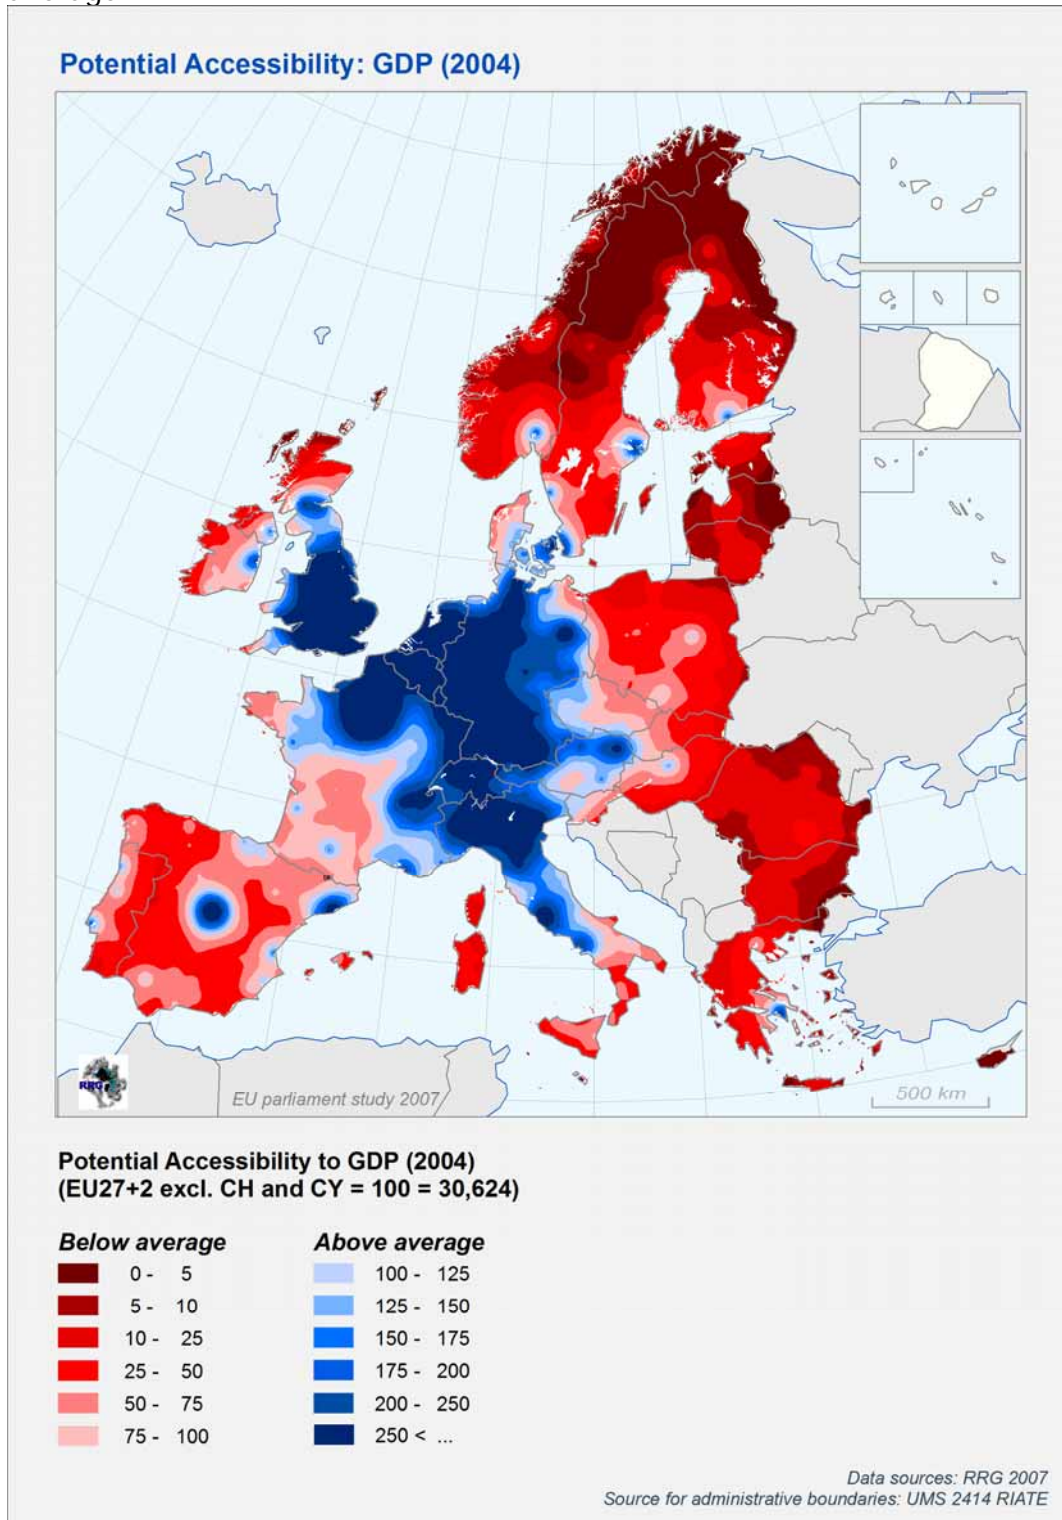 Potential Accessibility: GDP (2004)
RRG
EU parliament study 2007
500 km
Potential Accessibility to GDP (2004)
(EU27+2 excl. CH and CY = 100 = 30,624)
Below average
Above average
0 - 5
100 - 125
5 - 10
125 - 150
10 - 25
150 - 175
25 - 50
175 - 200
50 - 75
200 - 250
75 - 100
250 < ...
Data sources: RRG 2007
Source for administrative boundaries: UMS 2414 RIATE